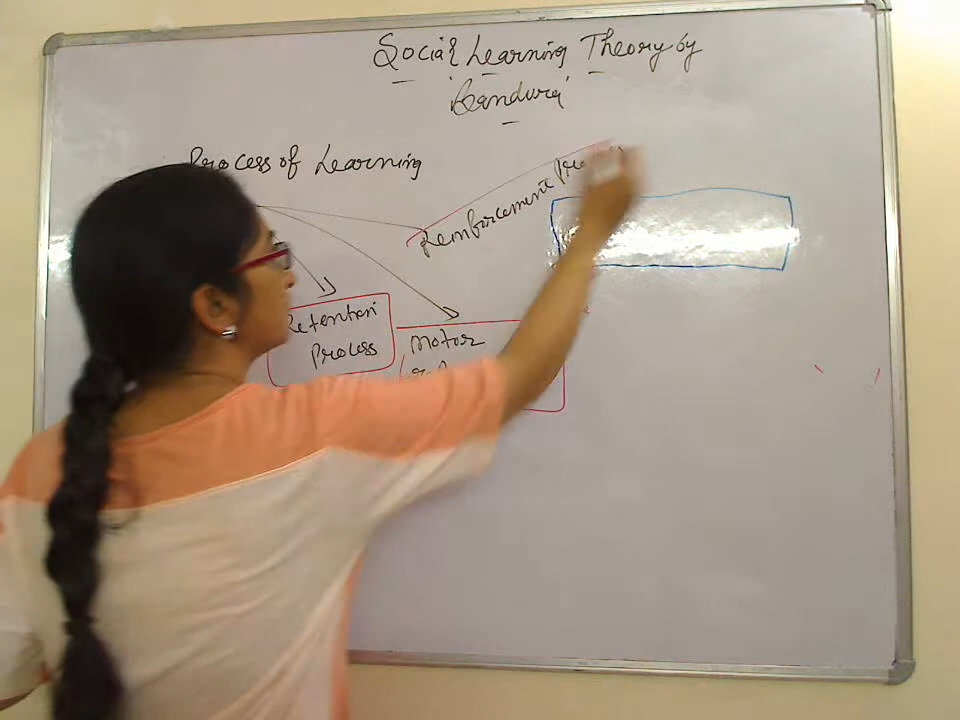 Social Learning Theory by
'Bandura'
Process of Learning
Reinforcement
Retention
Process
Motor